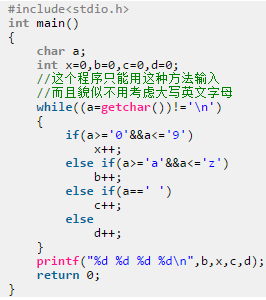 #include<stdio.h>
int main()
{
    char a;
    int x=0,b=0,c=0,d=0;
    //这个程序只能用这种方法输入
    //而且貌似不用考虑大写英文字母
    while((a=getchar())!='\n')
    {
        if(a>='0'&&a<='9')
            x++;
        else if(a>='a'&&a<='z')
            b++;
        else if(a==' ')
            c++;
        else
            d++;
    }
    printf("%d %d %d %d\n",b,x,c,d);
    return 0;
}